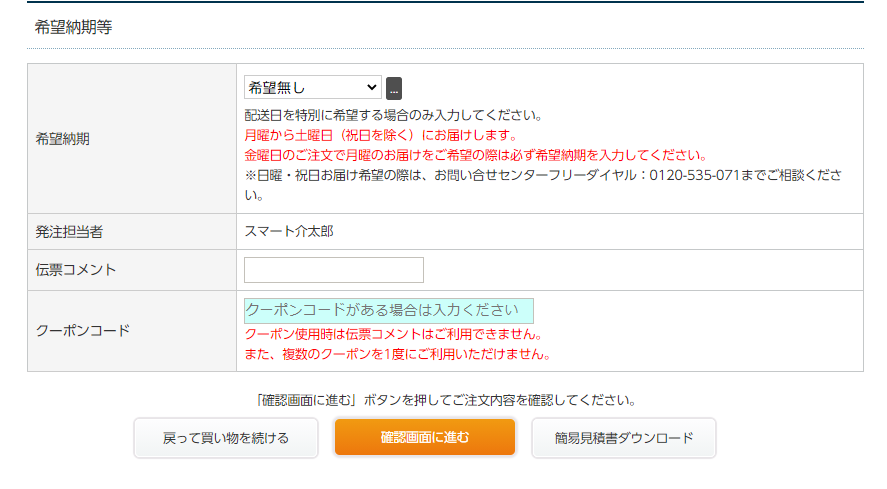 希望納期等
希望納期
希望無し
...
配送日を特別に希望する場合のみ入力してください。
月曜から土曜日（祝日を除く）にお届けします。
金曜日のご注文で月曜のお届けをご希望の際は必ず希望納期を入力してください。
※日曜・祝日お届け希望の際は、お問い合せセンターフリーダイヤル：0120-535-071までご相談くださ
い。
発注担当者
スマート介太郎
伝票コメント
クーポンコード
クーポンコードがある場合は入力ください
クーポン使用時は伝票コメントはご利用できません。
また、複数のクーポンを1度にご利用いただけません。
「確認画面に進む」ボタンを押してご注文内容を確認してください。
戻って買い物を続ける
確認画面に進む
簡易見積書ダウンロード